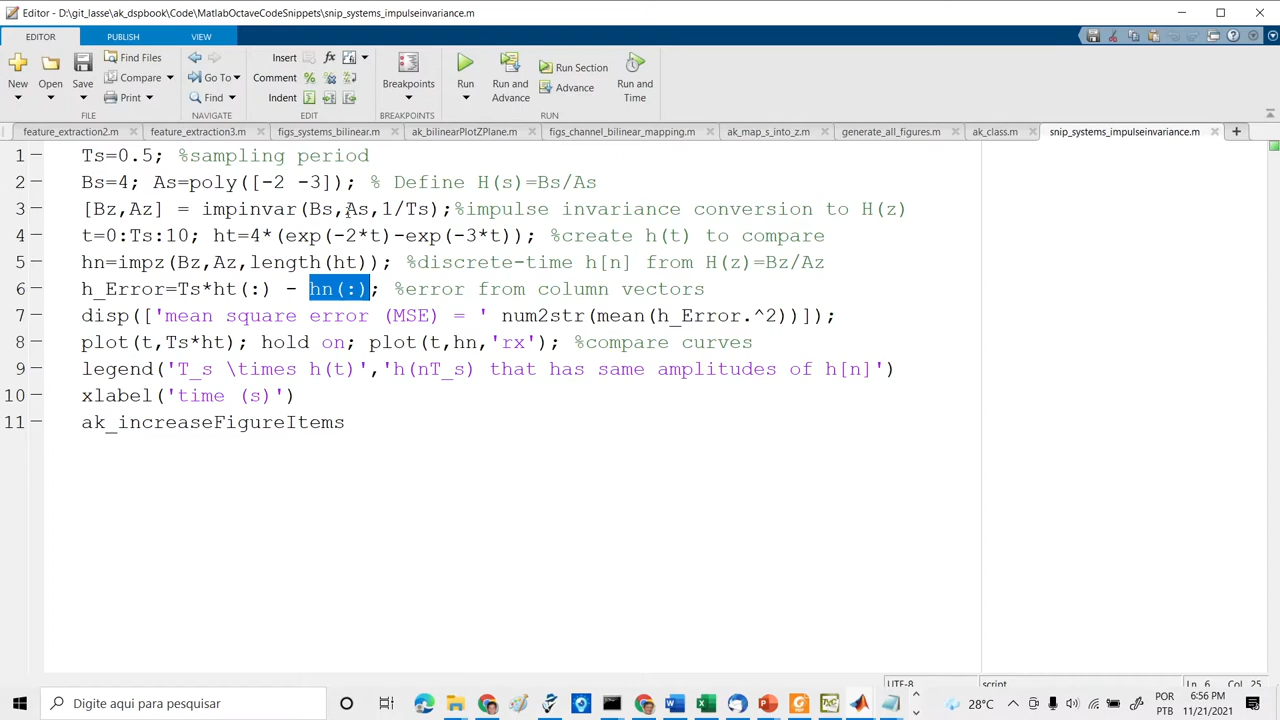 Editor - D:\git_lasse\ak_dspbook\Code\MatlabOctaveCodeSnippets\snip_systems_impulseinvariance.m
EDITOR PUBLISH VIEW
New Open Save Find Files Compare Print Go To Find Insert Comment Indent Breakpoints Run Run and Advance Run Section Advance Run and Time
FILE NAVIGATE EDIT BREAKPOINTS RUN
feature_extraction2.m feature_extraction3.m figs_systems_bilinear.m ak_bilinearPlotZPlane.m figs_channel_bilinear_mapping.m ak_map_s_into_z.m generate_all_figures.m ak_class.m snip_systems_impulseinvariance.m
1 Ts=0.5; %sampling period
2 Bs=4; As=poly([-2 -3]); % Define H(s)=Bs/As
3 [Bz,Az] = impinvar(Bs,As,1/Ts);%impulse invariance conversion to H(z)
4 t=0:Ts:10; ht=4*(exp(-2*t)-exp(-3*t)); %create h(t) to compare
5 hn=impz(Bz,Az,length(ht)); %discrete-time h[n] from H(z)=Bz/Az
6 h_Error=Ts*ht(:) - hn(:); %error from column vectors
7 disp(['mean square error (MSE) = ' num2str(mean(h_Error.^2))]);
8 plot(t,Ts*ht); hold on; plot(t,hn,'rx'); %compare curves
9 legend('T_s \times h(t)','h(nT_s) that has same amplitudes of h[n]')
10 xlabel('time (s)')
11 ak_increaseFigureItems
UTF-8 script Ln 6 Col 25
Digite aqui para pesquisar 28°C POR PTB 6:56 PM 11/21/2021